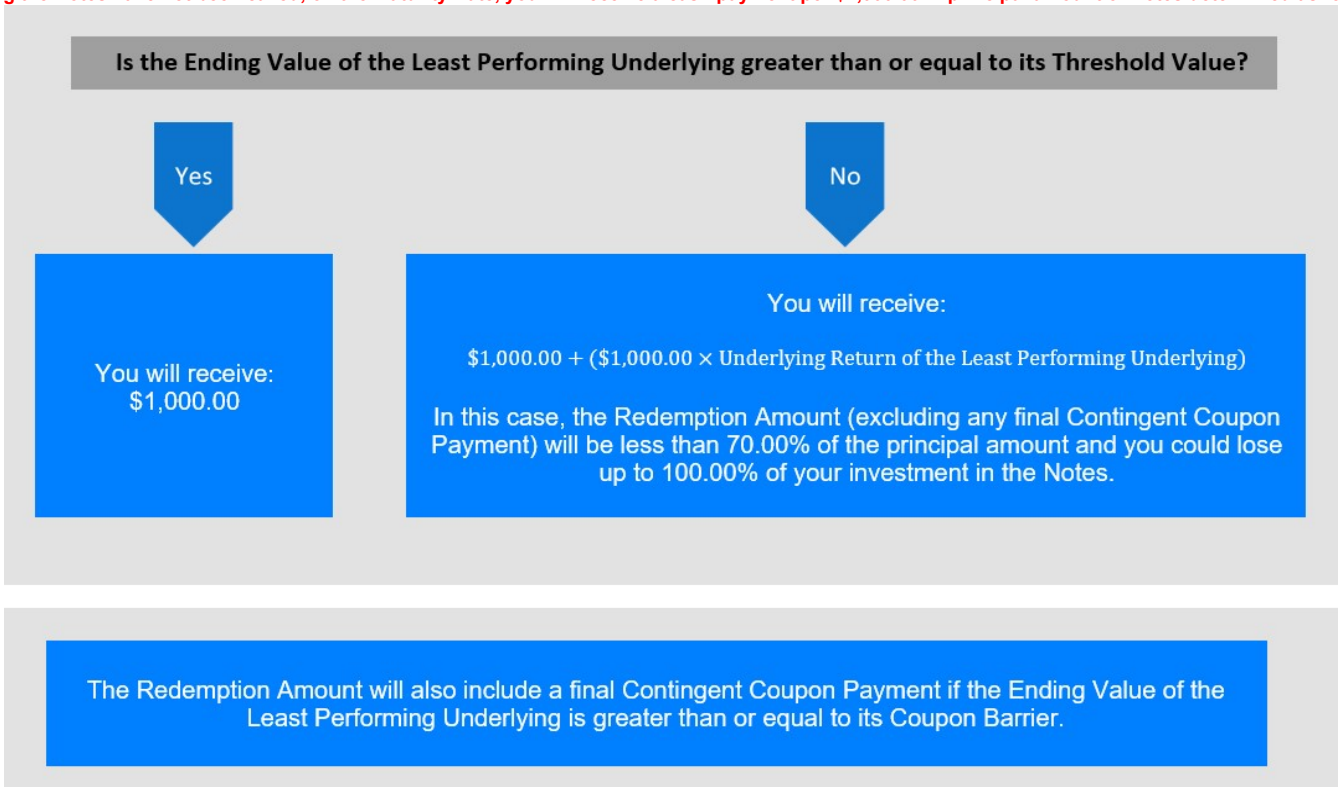 Is the Ending Value of the Least Performing Underlying greater than or equal to its Threshold Value?
Yes
No
You will receive:
$1,000.00
You will receive:
$1,000.00 + ($1,000.00 × Underlying Return of the Least Performing Underlying)
In this case, the Redemption Amount (excluding any final Contingent Coupon
Payment) will be less than 70.00% of the principal amount and you could lose
up to 100.00% of your investment in the Notes.
The Redemption Amount will also include a final Contingent Coupon Payment if the Ending Value of the
Least Performing Underlying is greater than or equal to its Coupon Barrier.